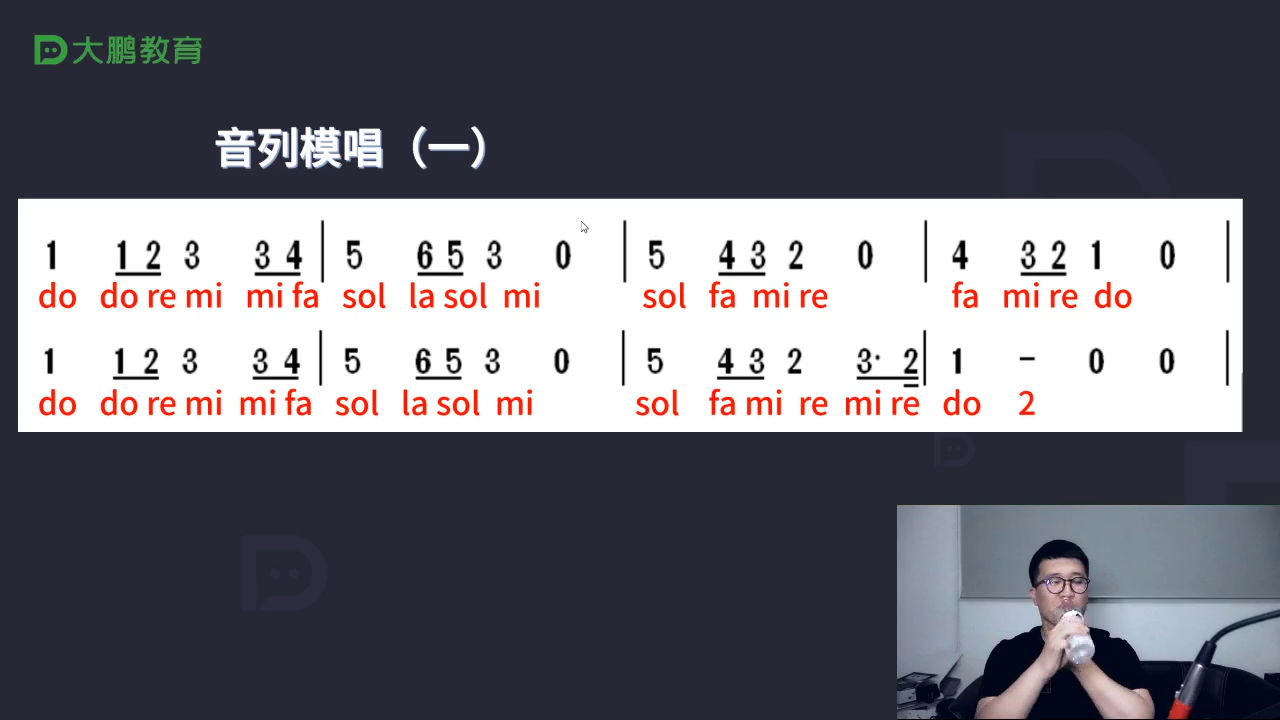 大鹏教育
音列模唱（一）
1 1 2 3 3 4 | 5 6 5 3 0 | 5 4 3 2 0 | 4 3 2 1 0 |
do do re mi mi fa sol la sol mi sol fa mi re fa mi re do
1 1 2 3 3 4 | 5 6 5 3 0 | 5 4 3 2 3· 2 | 1 – 0 0 |
do do re mi mi fa sol la sol mi sol fa mi re mi re do 2